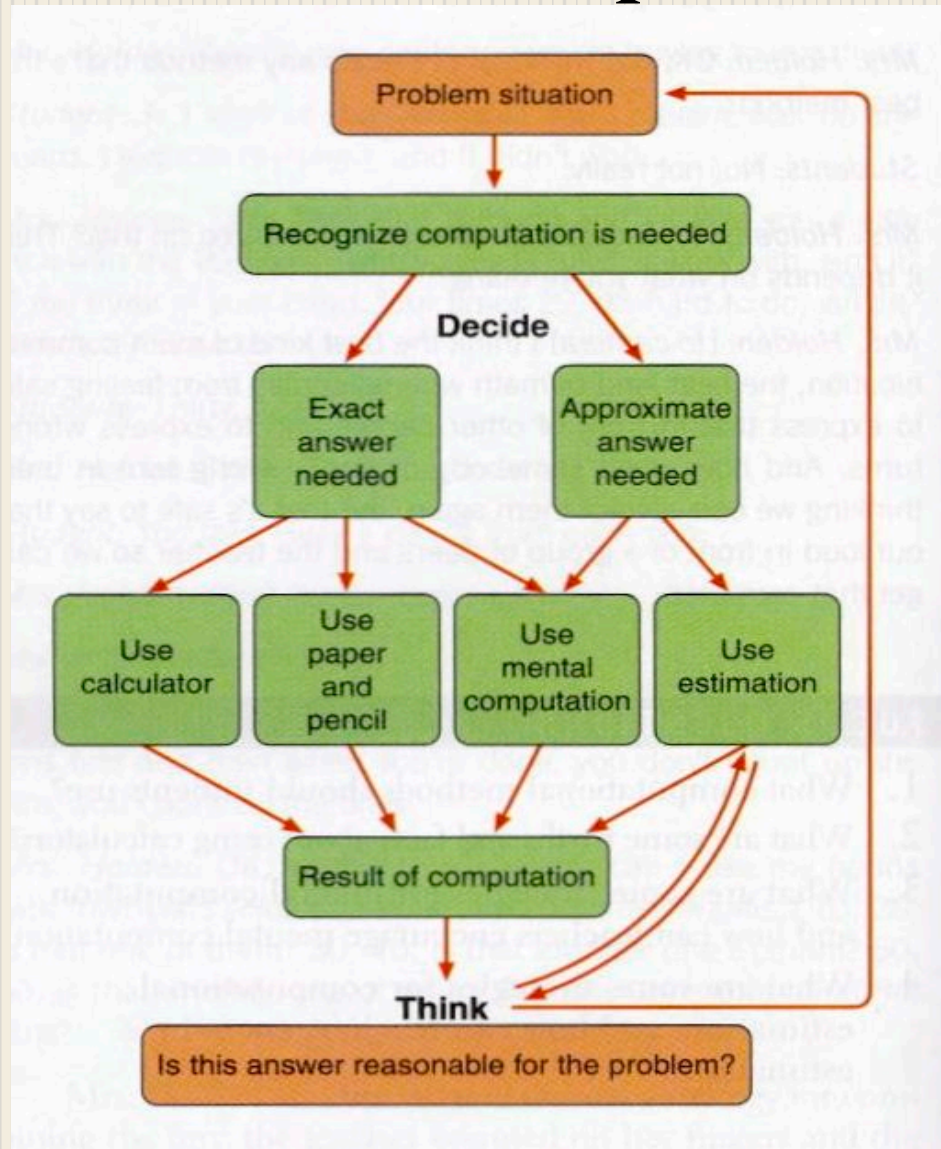 Problem situation
Recognize computation is needed
Decide
Exact
answer
needed
Approximate
answer
needed
Use
calculator
Use
paper
and
pencil
Use
mental
computation
Use
estimation
Result of computation
Think
Is this answer reasonable for the problem?